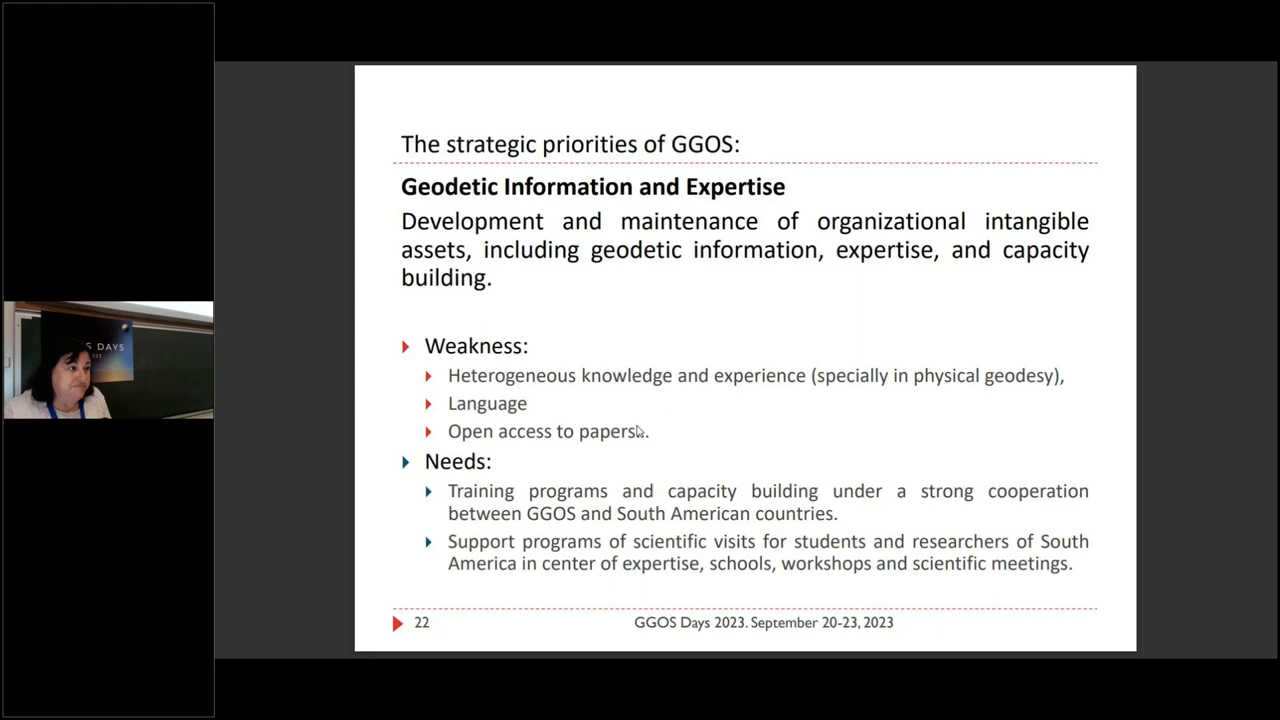 The strategic priorities of GGOS:
Geodetic Information and Expertise
Development and maintenance of organizational intangible
assets, including geodetic information, expertise, and capacity
building.
Weakness:
Heterogeneous knowledge and experience (specially in physical geodesy),
Language
Open access to papers..
Needs:
Training programs and capacity building under a strong cooperation
between GGOS and South American countries.
Support programs of scientific visits for students and researchers of South
America in center of expertise, schools, workshops and scientific meetings.
22
GGOS Days 2023. September 20-23, 2023
S DAYS